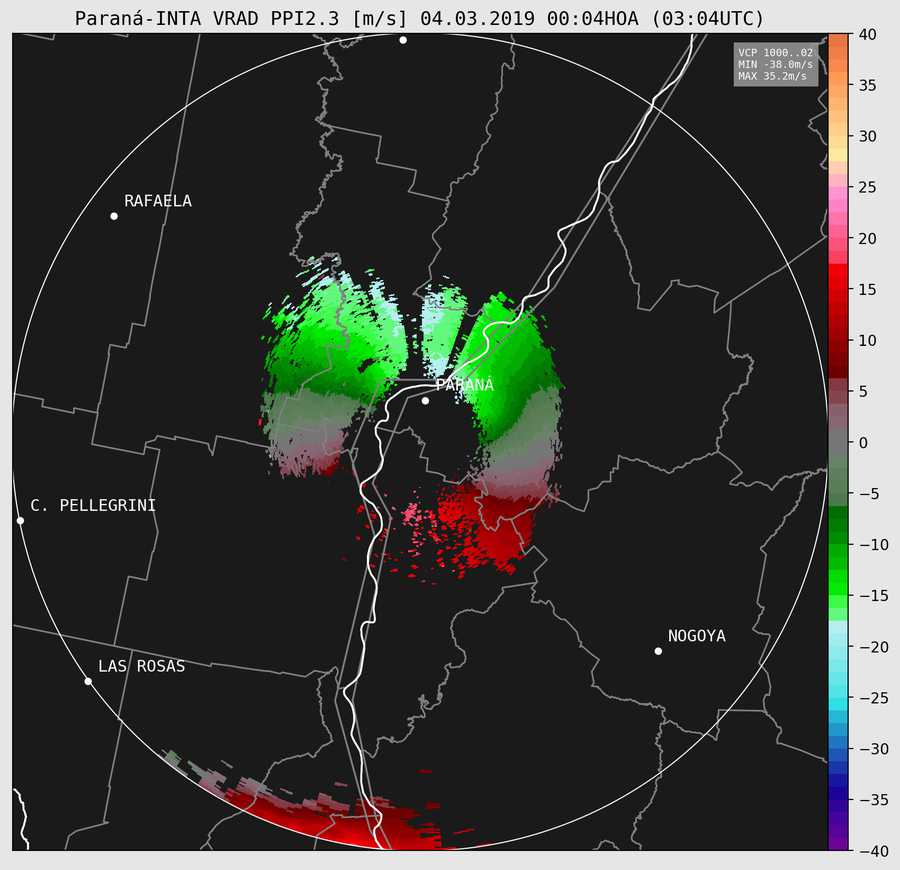 Paraná-INTA VRAD PPI2.3 [m/s] 04.03.2019 00:04HOA (03:04UTC)
VCP 1000..02
MIN -38.0m/s
MAX 35.2m/s
40
35
30
25
20
15
10
5
0
−5
−10
−15
−20
−25
−30
−35
−40
RAFAELA
PARANÁ
C. PELLEGRINI
NOGOYA
LAS ROSAS